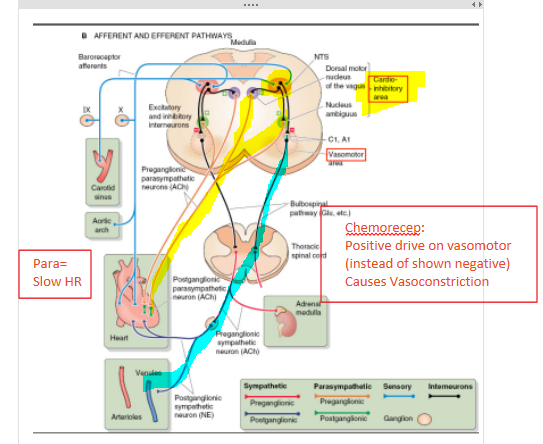 B AFFERENT AND EFFERENT PATHWAYS
Medulla
Baroreceptor
afferents
NTS
Dorsal motor
nucleus
of the vagus
Cardio-
inhibitory
area
Nucleus
ambiguus
IX
X
Excitatory
and inhibitory
interneurons
C1, A1
Vasomotor
area
Carotid
sinus
Preganglionic
parasympathetic
neurons (ACh)
Aortic
arch
Bulbospinal
pathway (Glu, etc.)
Chemorecep:
Positive drive on vasomotor
(instead of shown negative)
Causes Vasoconstriction
Para=
Slow HR
Thoracic
spinal cord
Postganglionic
parasympathetic
neuron (ACh)
Adrenal
medulla
Heart
Preganglionic
sympathetic
neuron (ACh)
Venules
Arterioles
Postganglionic
sympathetic
neuron (NE)
Sympathetic
Parasympathetic
Sensory
Interneurons
Preganglionic
Preganglionic
Postganglionic
Postganglionic
Ganglion